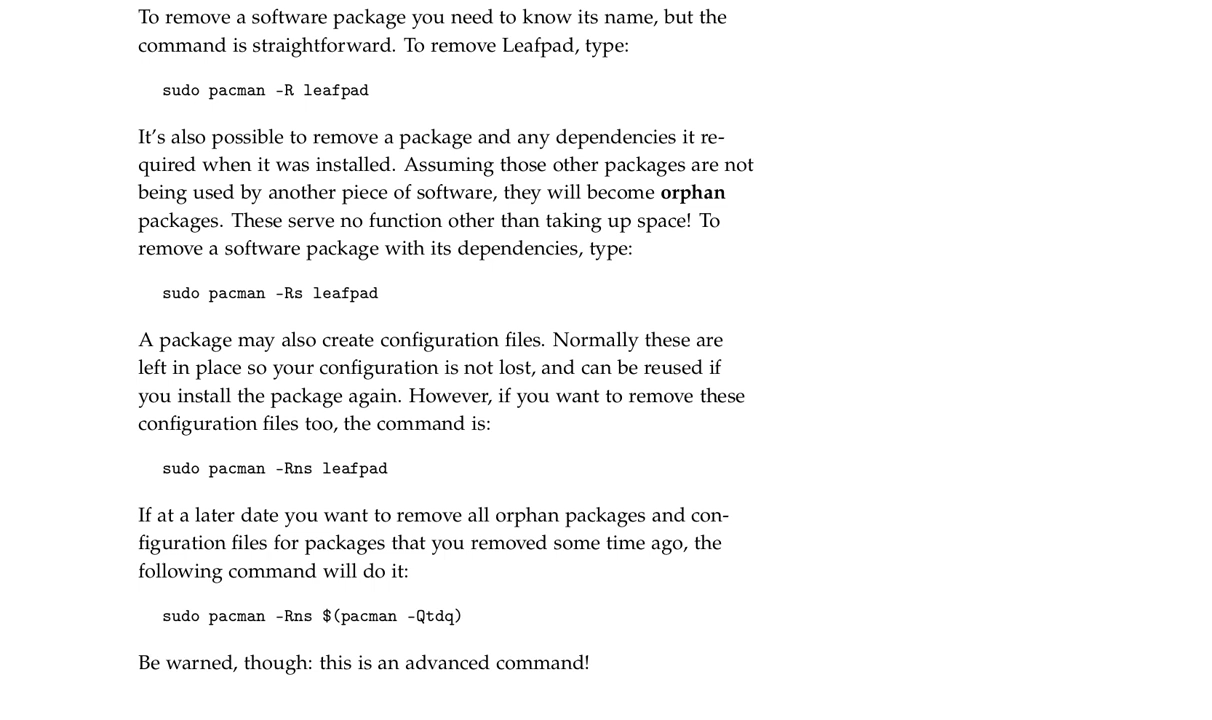 To remove a software package you need to know its name, but the
command is straightforward. To remove Leafpad, type:
sudo pacman -R leafpad
It's also possible to remove a package and any dependencies it re-
quired when it was installed. Assuming those other packages are not
being used by another piece of software, they will become orphan
packages. These serve no function other than taking up space! To
remove a software package with its dependencies, type:
sudo pacman -Rs leafpad
A package may also create configuration files. Normally these are
left in place so your configuration is not lost, and can be reused if
you install the package again. However, if you want to remove these
configuration files too, the command is:
sudo pacman -Rns leafpad
If at a later date you want to remove all orphan packages and con-
figuration files for packages that you removed some time ago, the
following command will do it:
sudo pacman -Rns $(pacman -Qtdq)
Be warned, though: this is an advanced command!